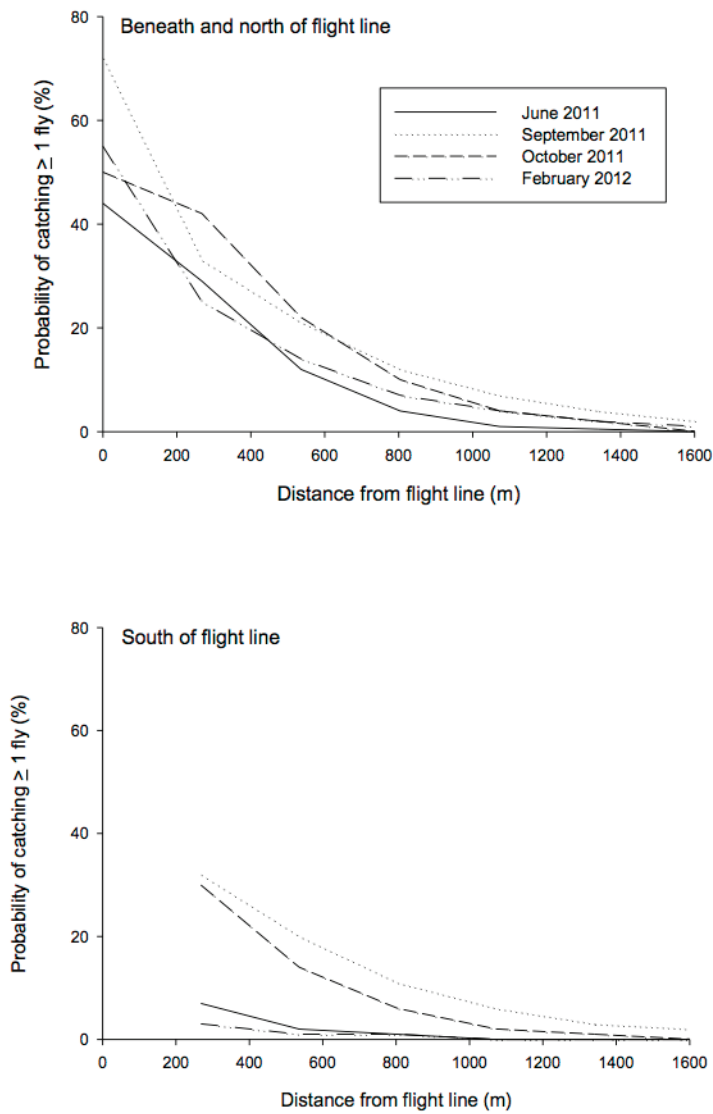 Beneath and north of flight line
June 2011
September 2011
October 2011
February 2012
Probability of catching ≥ 1 fly (%)
80
60
40
20
0
0 200 400 600 800 1000 1200 1400 1600
Distance from flight line (m)
South of flight line
Probability of catching ≥ 1 fly (%)
80
60
40
20
0
0 200 400 600 800 1000 1200 1400 1600
Distance from flight line (m)